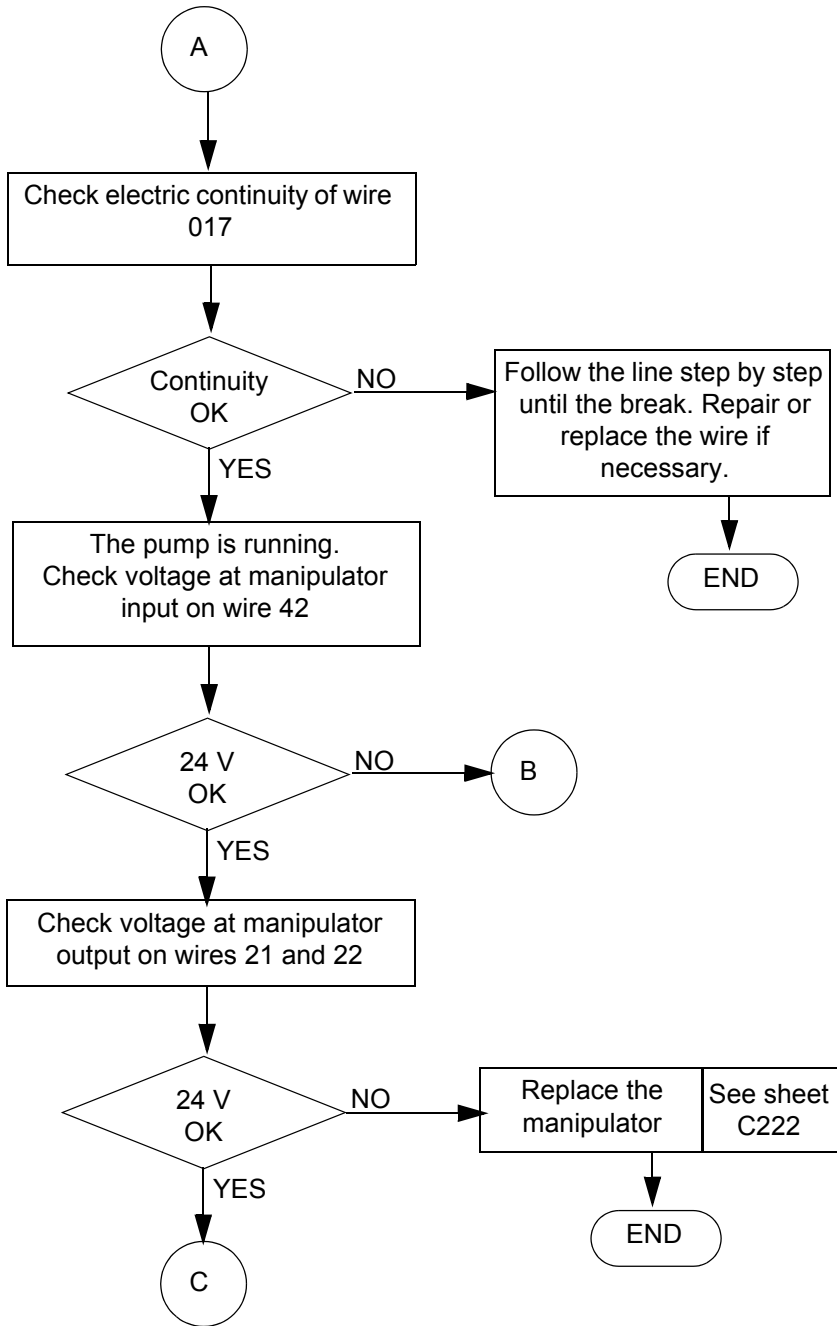 A
Check electric continuity of wire
017
Continuity
OK
NO
Follow the line step by step
until the break. Repair or
replace the wire if
necessary.
YES
END
The pump is running.
Check voltage at manipulator
input on wire 42
24 V
OK
NO
B
YES
Check voltage at manipulator
output on wires 21 and 22
24 V
OK
NO
Replace the
manipulator
See sheet
C222
YES
END
C